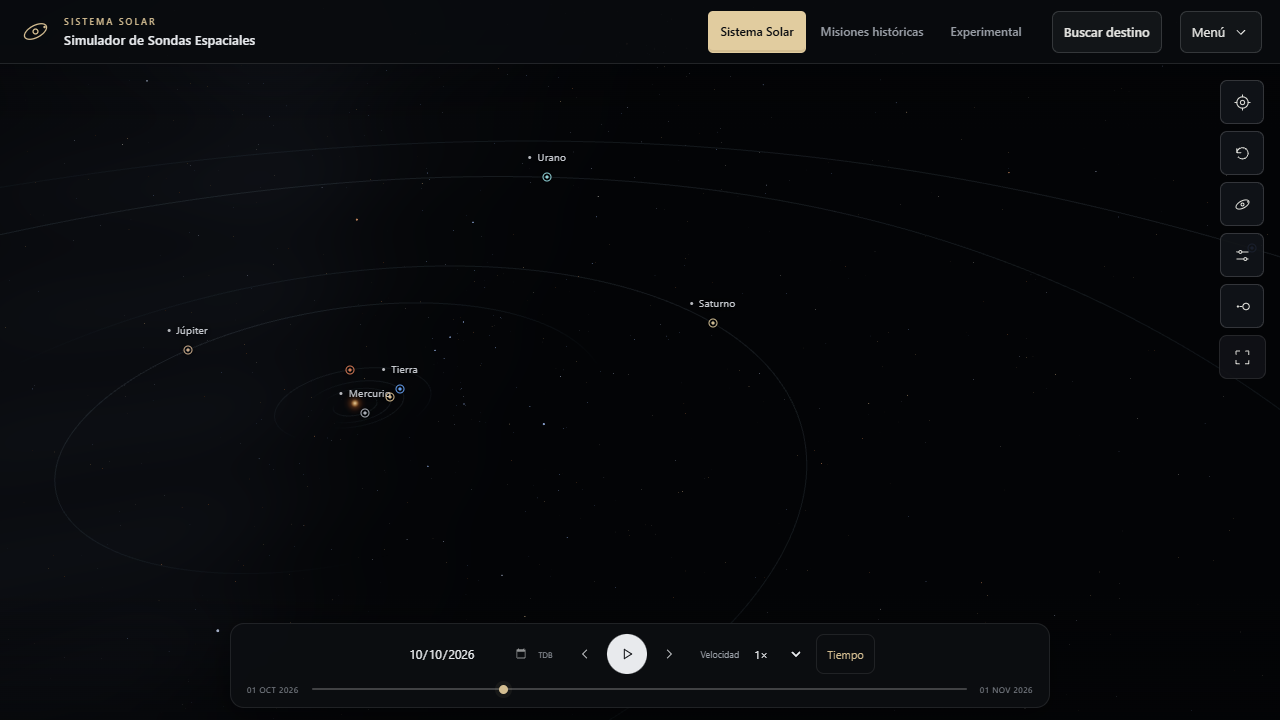 SISTEMA SOLAR
Simulador de Sondas Espaciales
Sistema Solar
Misiones históricas
Experimental
Buscar destino
Menú
Urano
Saturno
Júpiter
Tierra
Mercurio
10/10/2026
TDB
Velocidad
1×
Tiempo
01 OCT 2026
01 NOV 2026